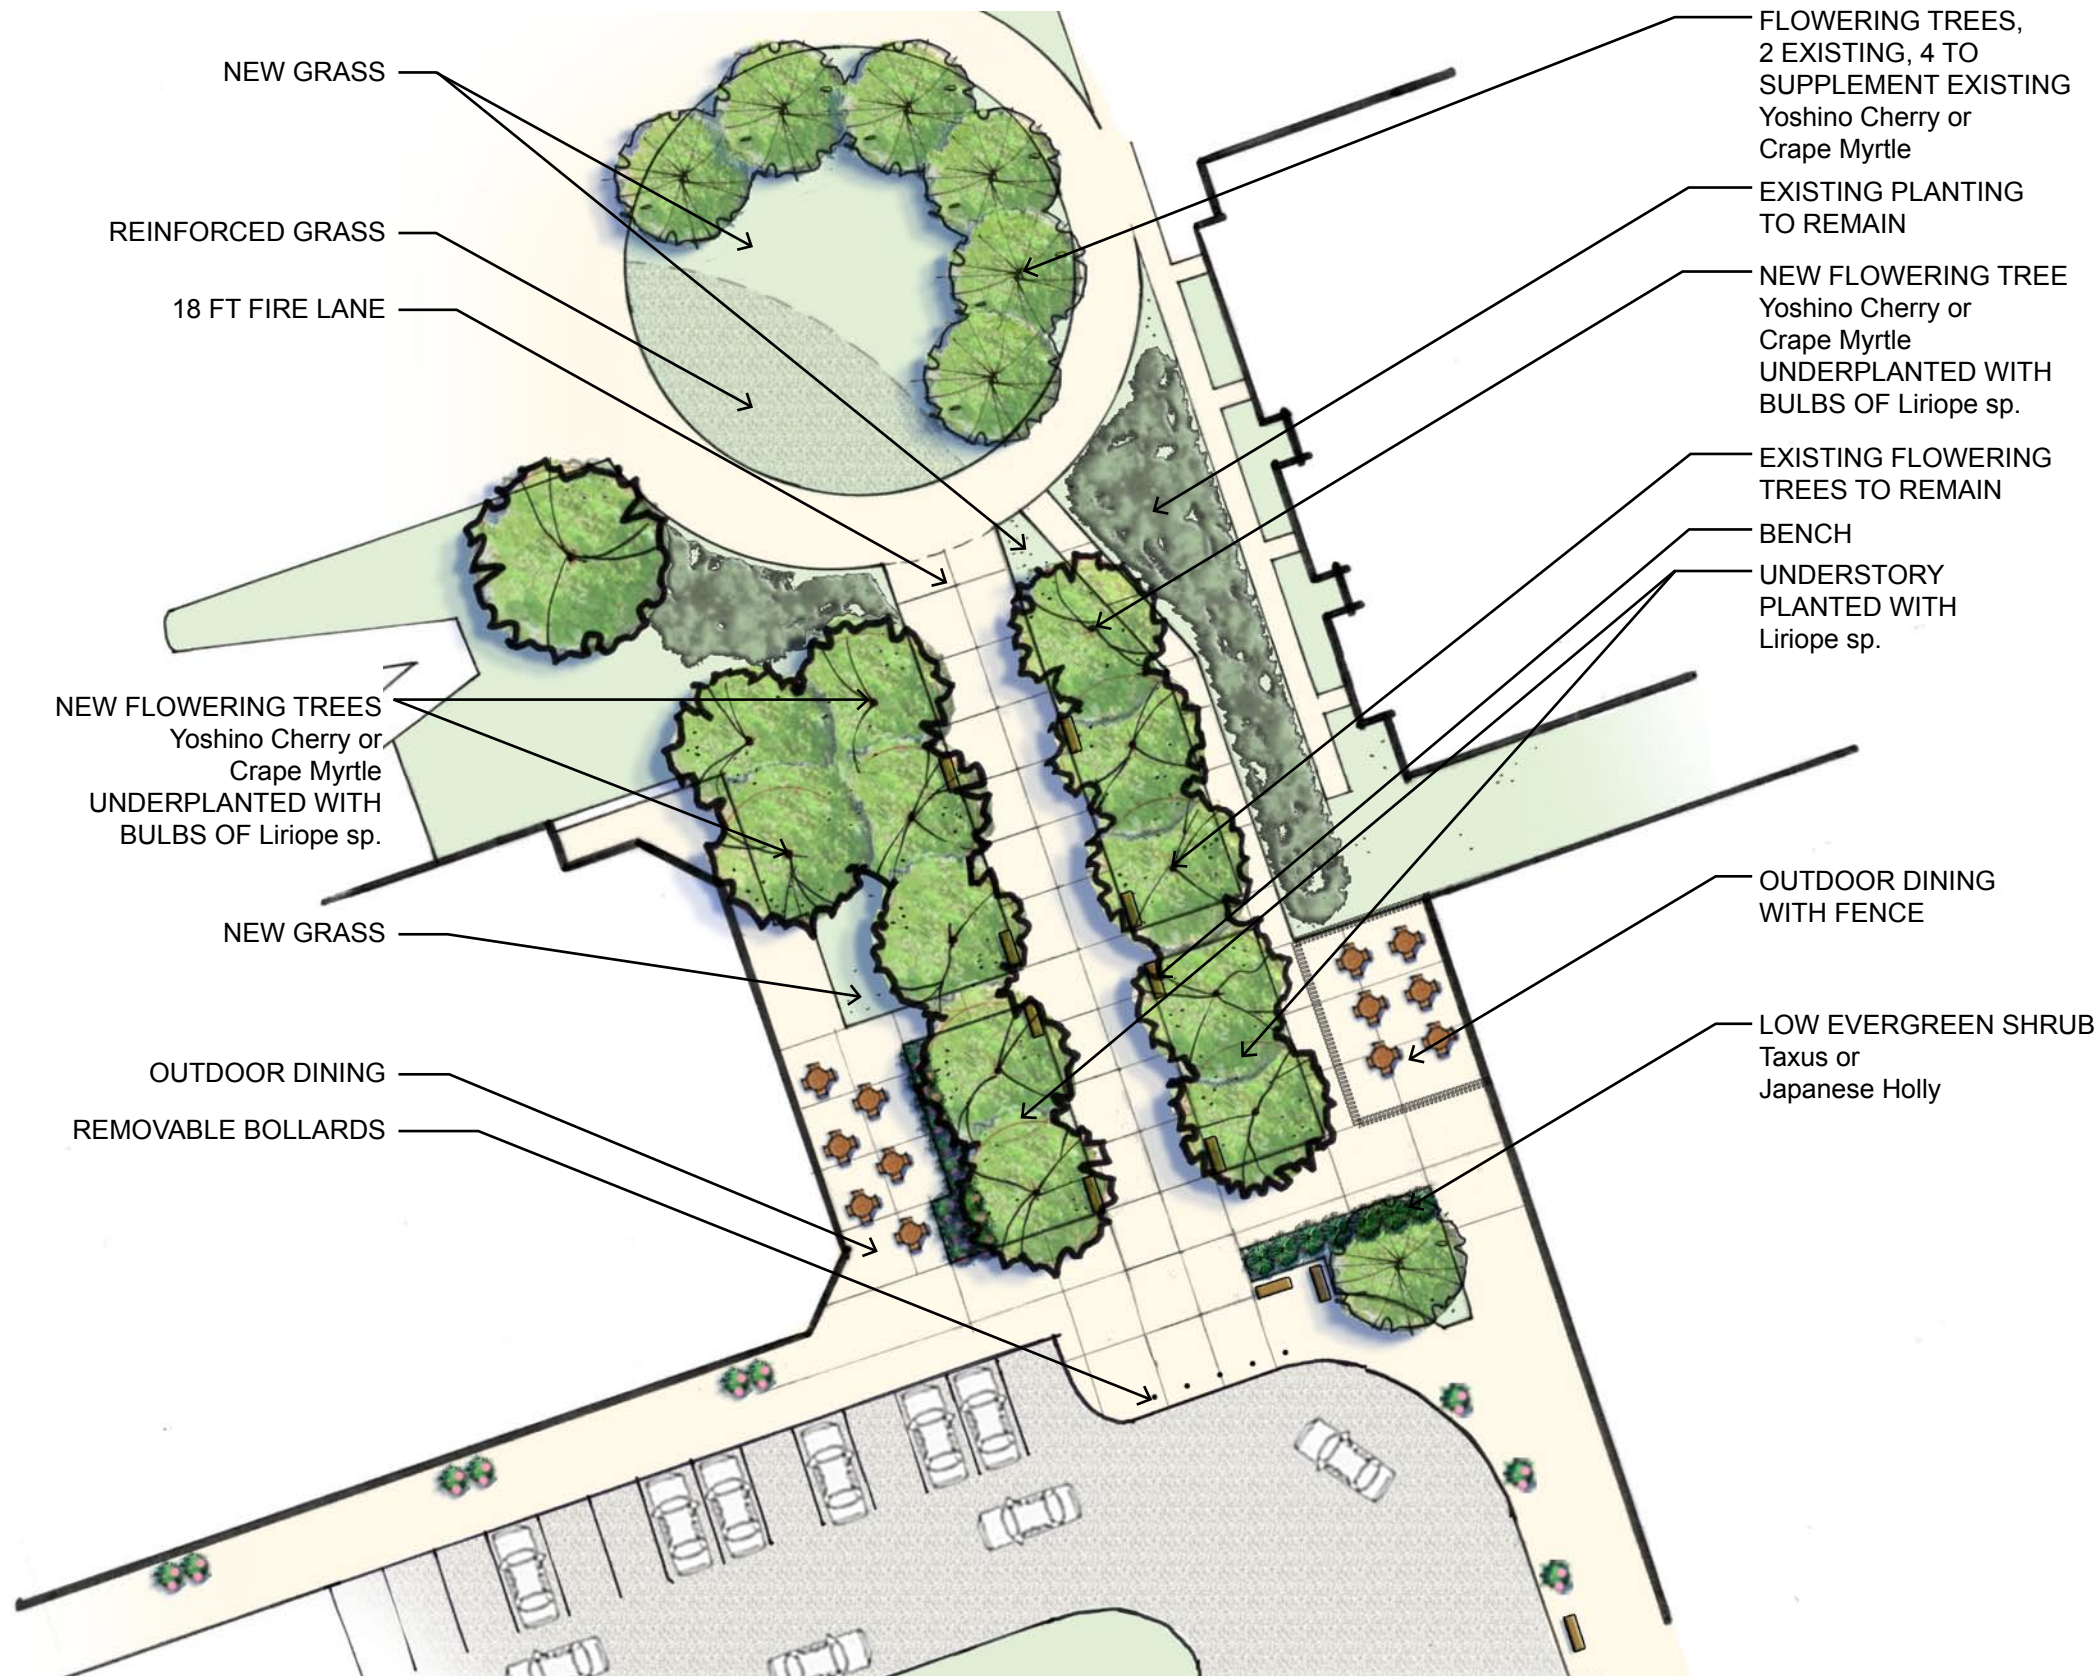 NEW GRASS
REINFORCED GRASS
18 FT FIRE LANE
NEW FLOWERING TREES
Yoshino Cherry or
Crape Myrtle
UNDERPLANTED WITH
BULBS OF Liriope sp.
NEW GRASS
OUTDOOR DINING
REMOVABLE BOLLARDS
FLOWERING TREES,
2 EXISTING, 4 TO
SUPPLEMENT EXISTING
Yoshino Cherry or
Crape Myrtle
EXISTING PLANTING
TO REMAIN
NEW FLOWERING TREE
Yoshino Cherry or
Crape Myrtle
UNDERPLANTED WITH
BULBS OF Liriope sp.
EXISTING FLOWERING
TREES TO REMAIN
BENCH
UNDERSTORY
PLANTED WITH
Liriope sp.
OUTDOOR DINING
WITH FENCE
LOW EVERGREEN SHRUB
Taxus or
Japanese Holly